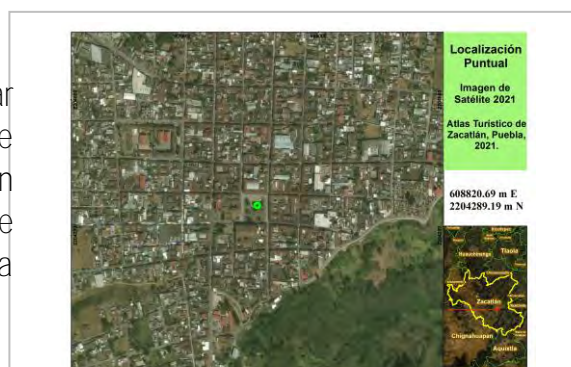 ar
e
n
e
a
Localización
Puntual
Imagen de
Satélite 2021
Atlas Turístico de
Zacatlán, Puebla,
2021.
608820.69 m E
2204289.19 m N
Tlaola
Zacatlán
Chignahuapan
Aquixtla